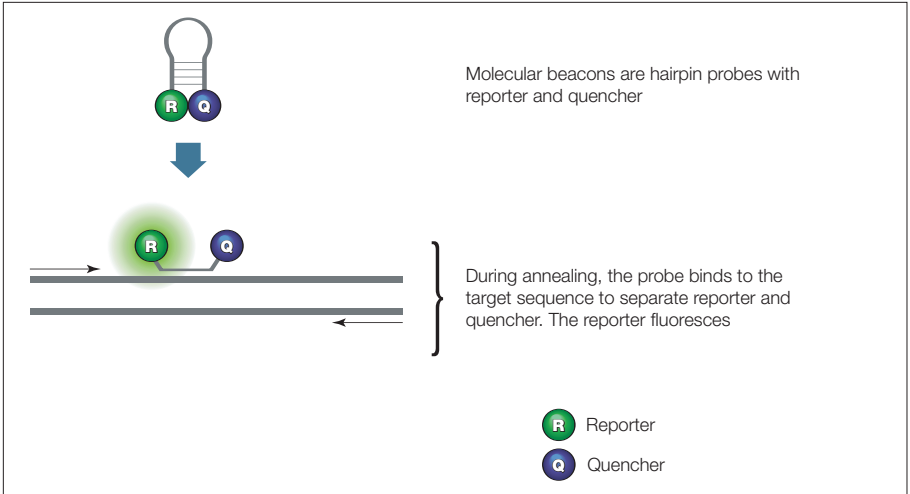 Molecular beacons are hairpin probes with
reporter and quencher
R Q
R Q
During annealing, the probe binds to the
target sequence to separate reporter and
quencher. The reporter fluoresces
R Reporter
Q Quencher